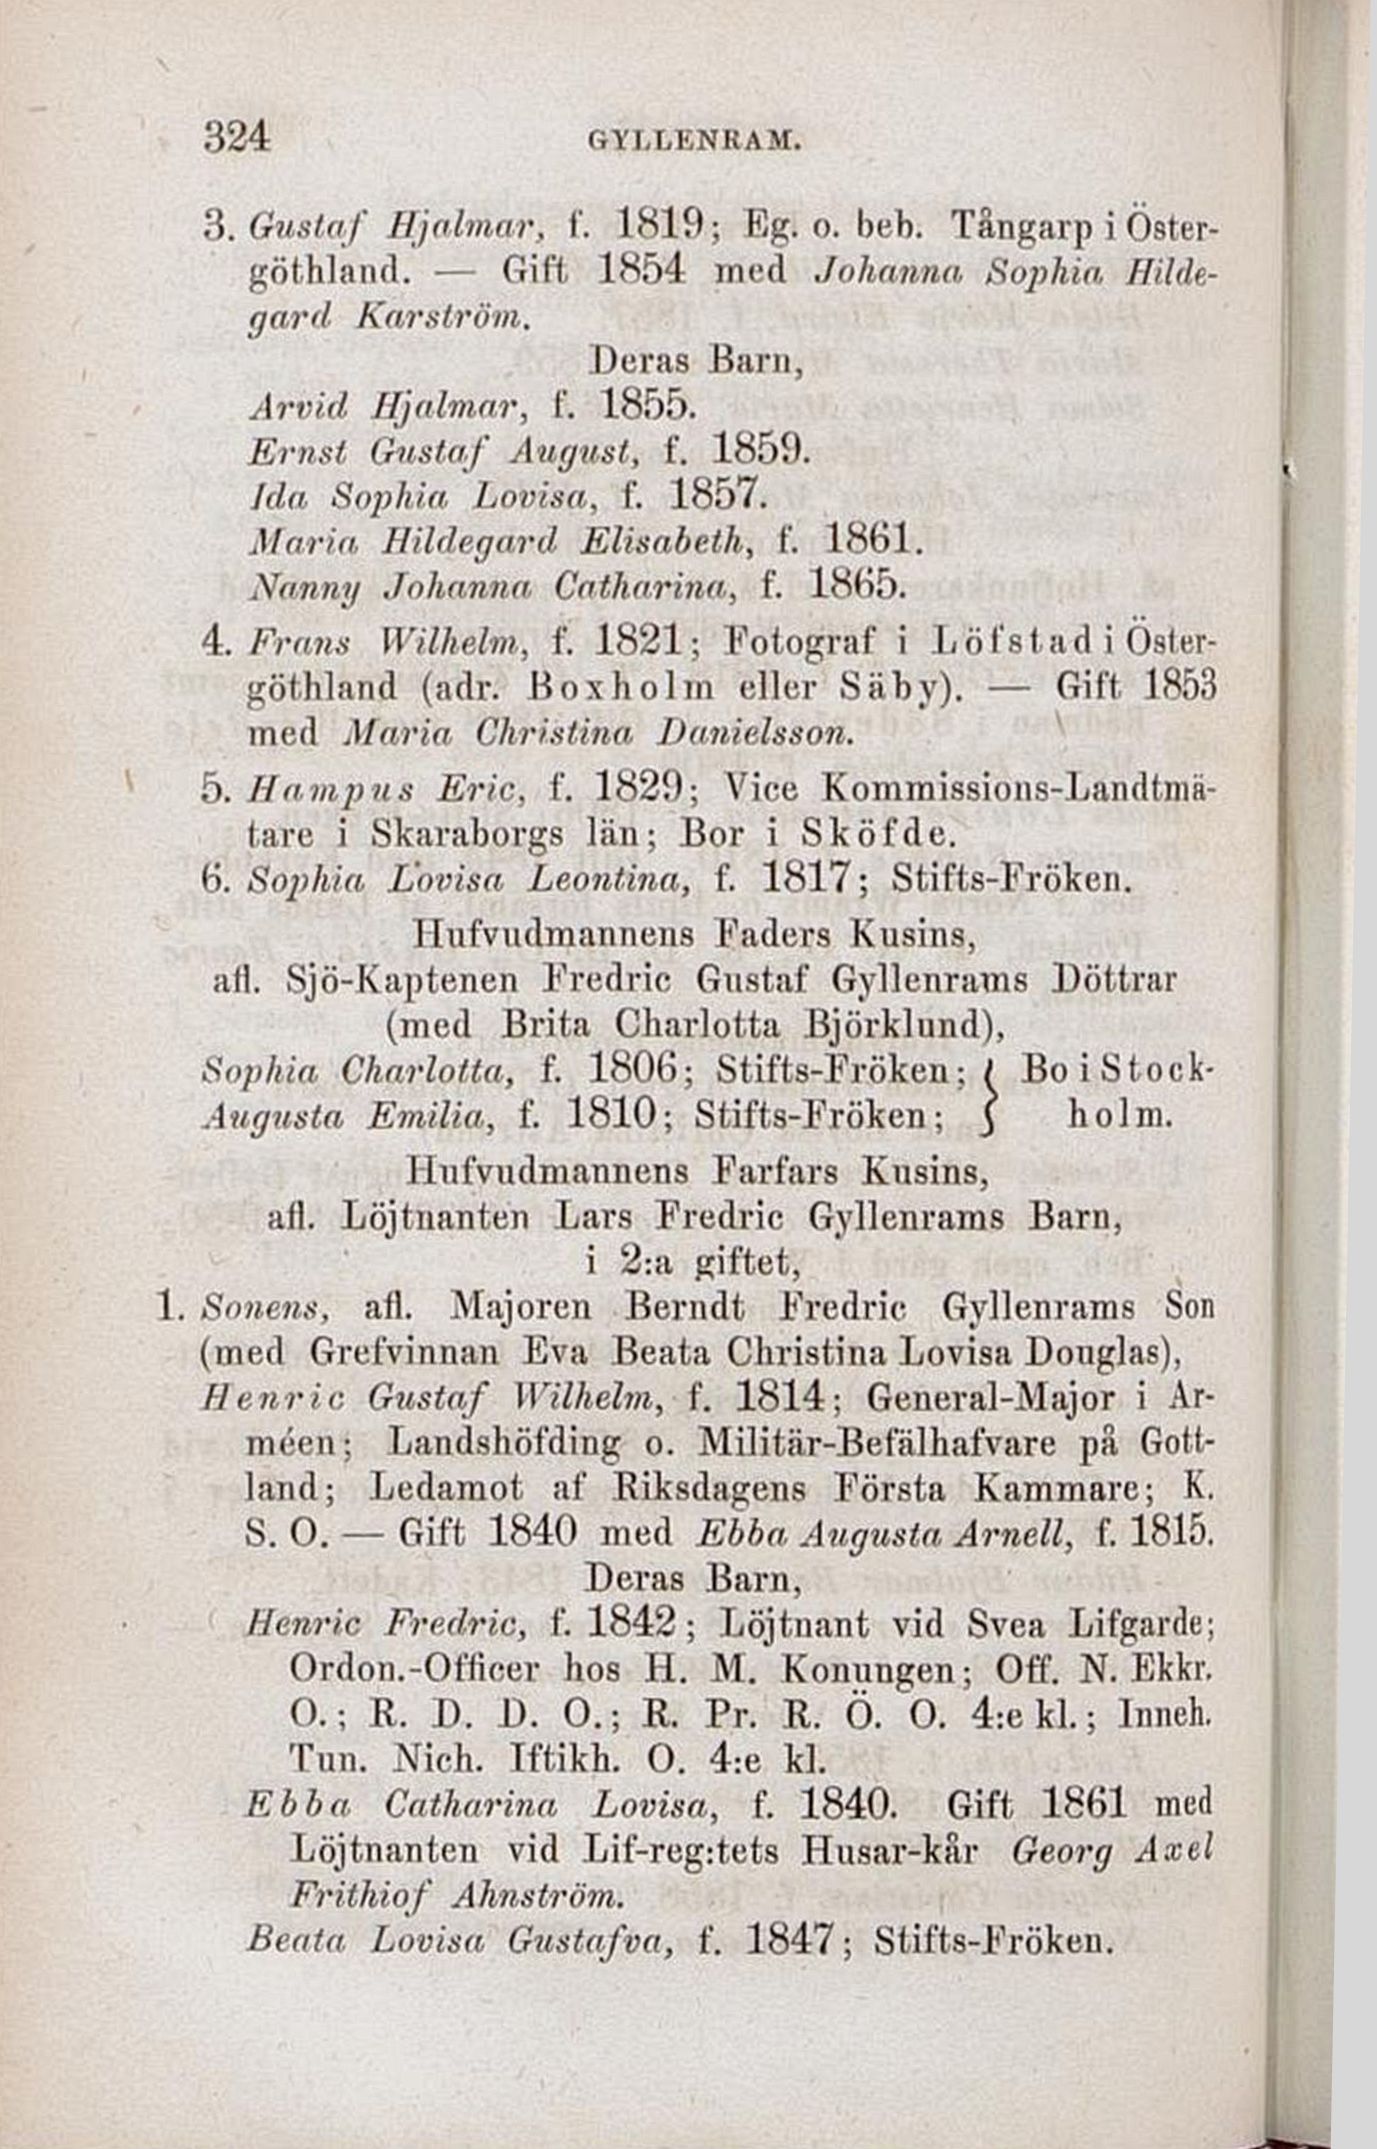 324 GYLLENRAM.
3. Gustaf Hjalmar, f. 1819; Eg. o. beb. Tångarp i Öster-
göthland. — Gift 1854 med Johanna Sophia Hilde-
gard Karström.
Deras Barn,
Arvid Hjalmar, f. 1855.
Ernst Gustaf August, f. 1859.
Ida Sophia Lovisa, f. 1857.
Maria Hildegard Elisabeth, f. 1861.
Nanny Johanna Catharina, f. 1865.
4. Frans Wilhelm, f. 1821; Fotograf i Löfstad i Öster-
göthland (adr. Boxholm eller Säby). — Gift 1853
med Maria Christina Danielsson.
5. Hampus Eric, f. 1829; Vice Kommissions-Landtmä-
tare i Skaraborgs län; Bor i Sköfde.
6. Sophia Lovisa Leontina, f. 1817; Stifts-Fröken.
Hufvudmannens Faders Kusins,
afl. Sjö-Kaptenen Fredric Gustaf Gyllenrams Döttrar
(med Brita Charlotta Björklund),
Sophia Charlotta, f. 1806; Stifts-Fröken; } Bo i Stock-
Augusta Emilia, f. 1810; Stifts-Fröken; } holm.
Hufvudmannens Farfars Kusins,
afl. Löjtnanten Lars Fredric Gyllenrams Barn,
i 2:a giftet,
1. Sonens, afl. Majoren Berndt Fredric Gyllenrams Son
(med Grefvinnan Eva Beata Christina Lovisa Douglas),
Henric Gustaf Wilhelm, f. 1814; General-Major i Ar-
méen; Landshöfding o. Militär-Befälhafvare på Gott-
land; Ledamot af Riksdagens Första Kammare; K.
S. O. — Gift 1840 med Ebba Augusta Arnell, f. 1815.
Deras Barn,
Henric Fredric, f. 1842; Löjtnant vid Svea Lifgarde;
Ordon.-Officer hos H. M. Konungen; Off. N. Ekkr.
O.; R. D. D. O.; R. Pr. R. Ö. O. 4:e kl.; Inneh.
Tun. Nich. Iftikh. O. 4:e kl.
Ebba Catharina Lovisa, f. 1840. Gift 1861 med
Löjtnanten vid Lif-reg:tets Husar-kår Georg Axel
Frithiof Ahnström.
Beata Lovisa Gustafva, f. 1847; Stifts-Fröken.